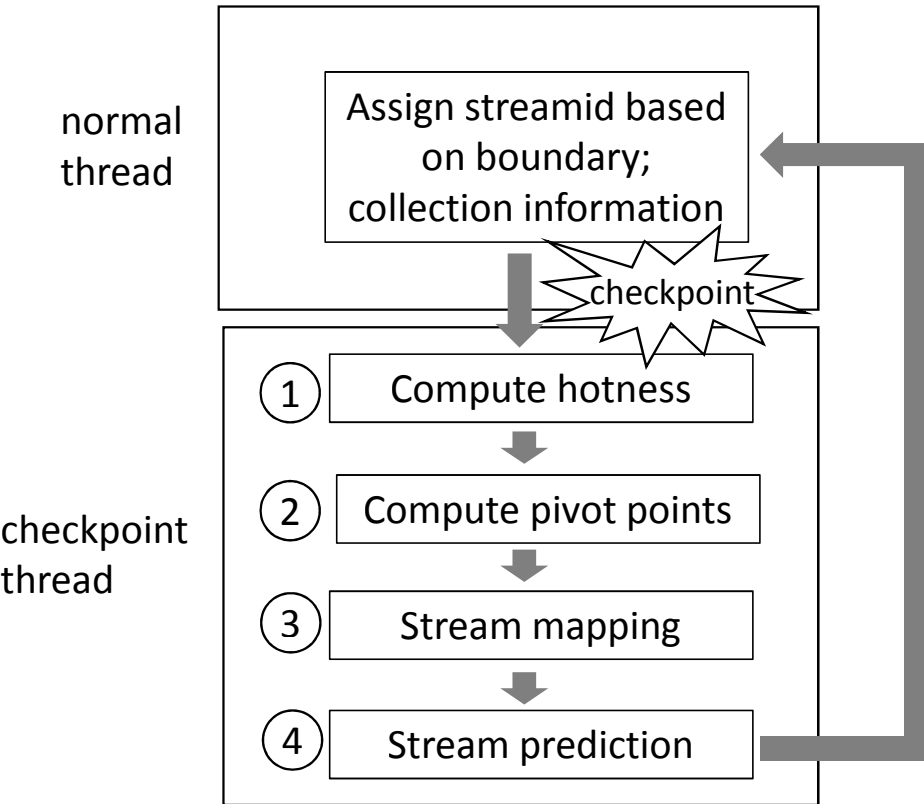 normal
thread
Assign streamid based
on boundary;
collection information
checkpoint
checkpoint
thread
1
Compute hotness
2
Compute pivot points
3
Stream mapping
4
Stream prediction